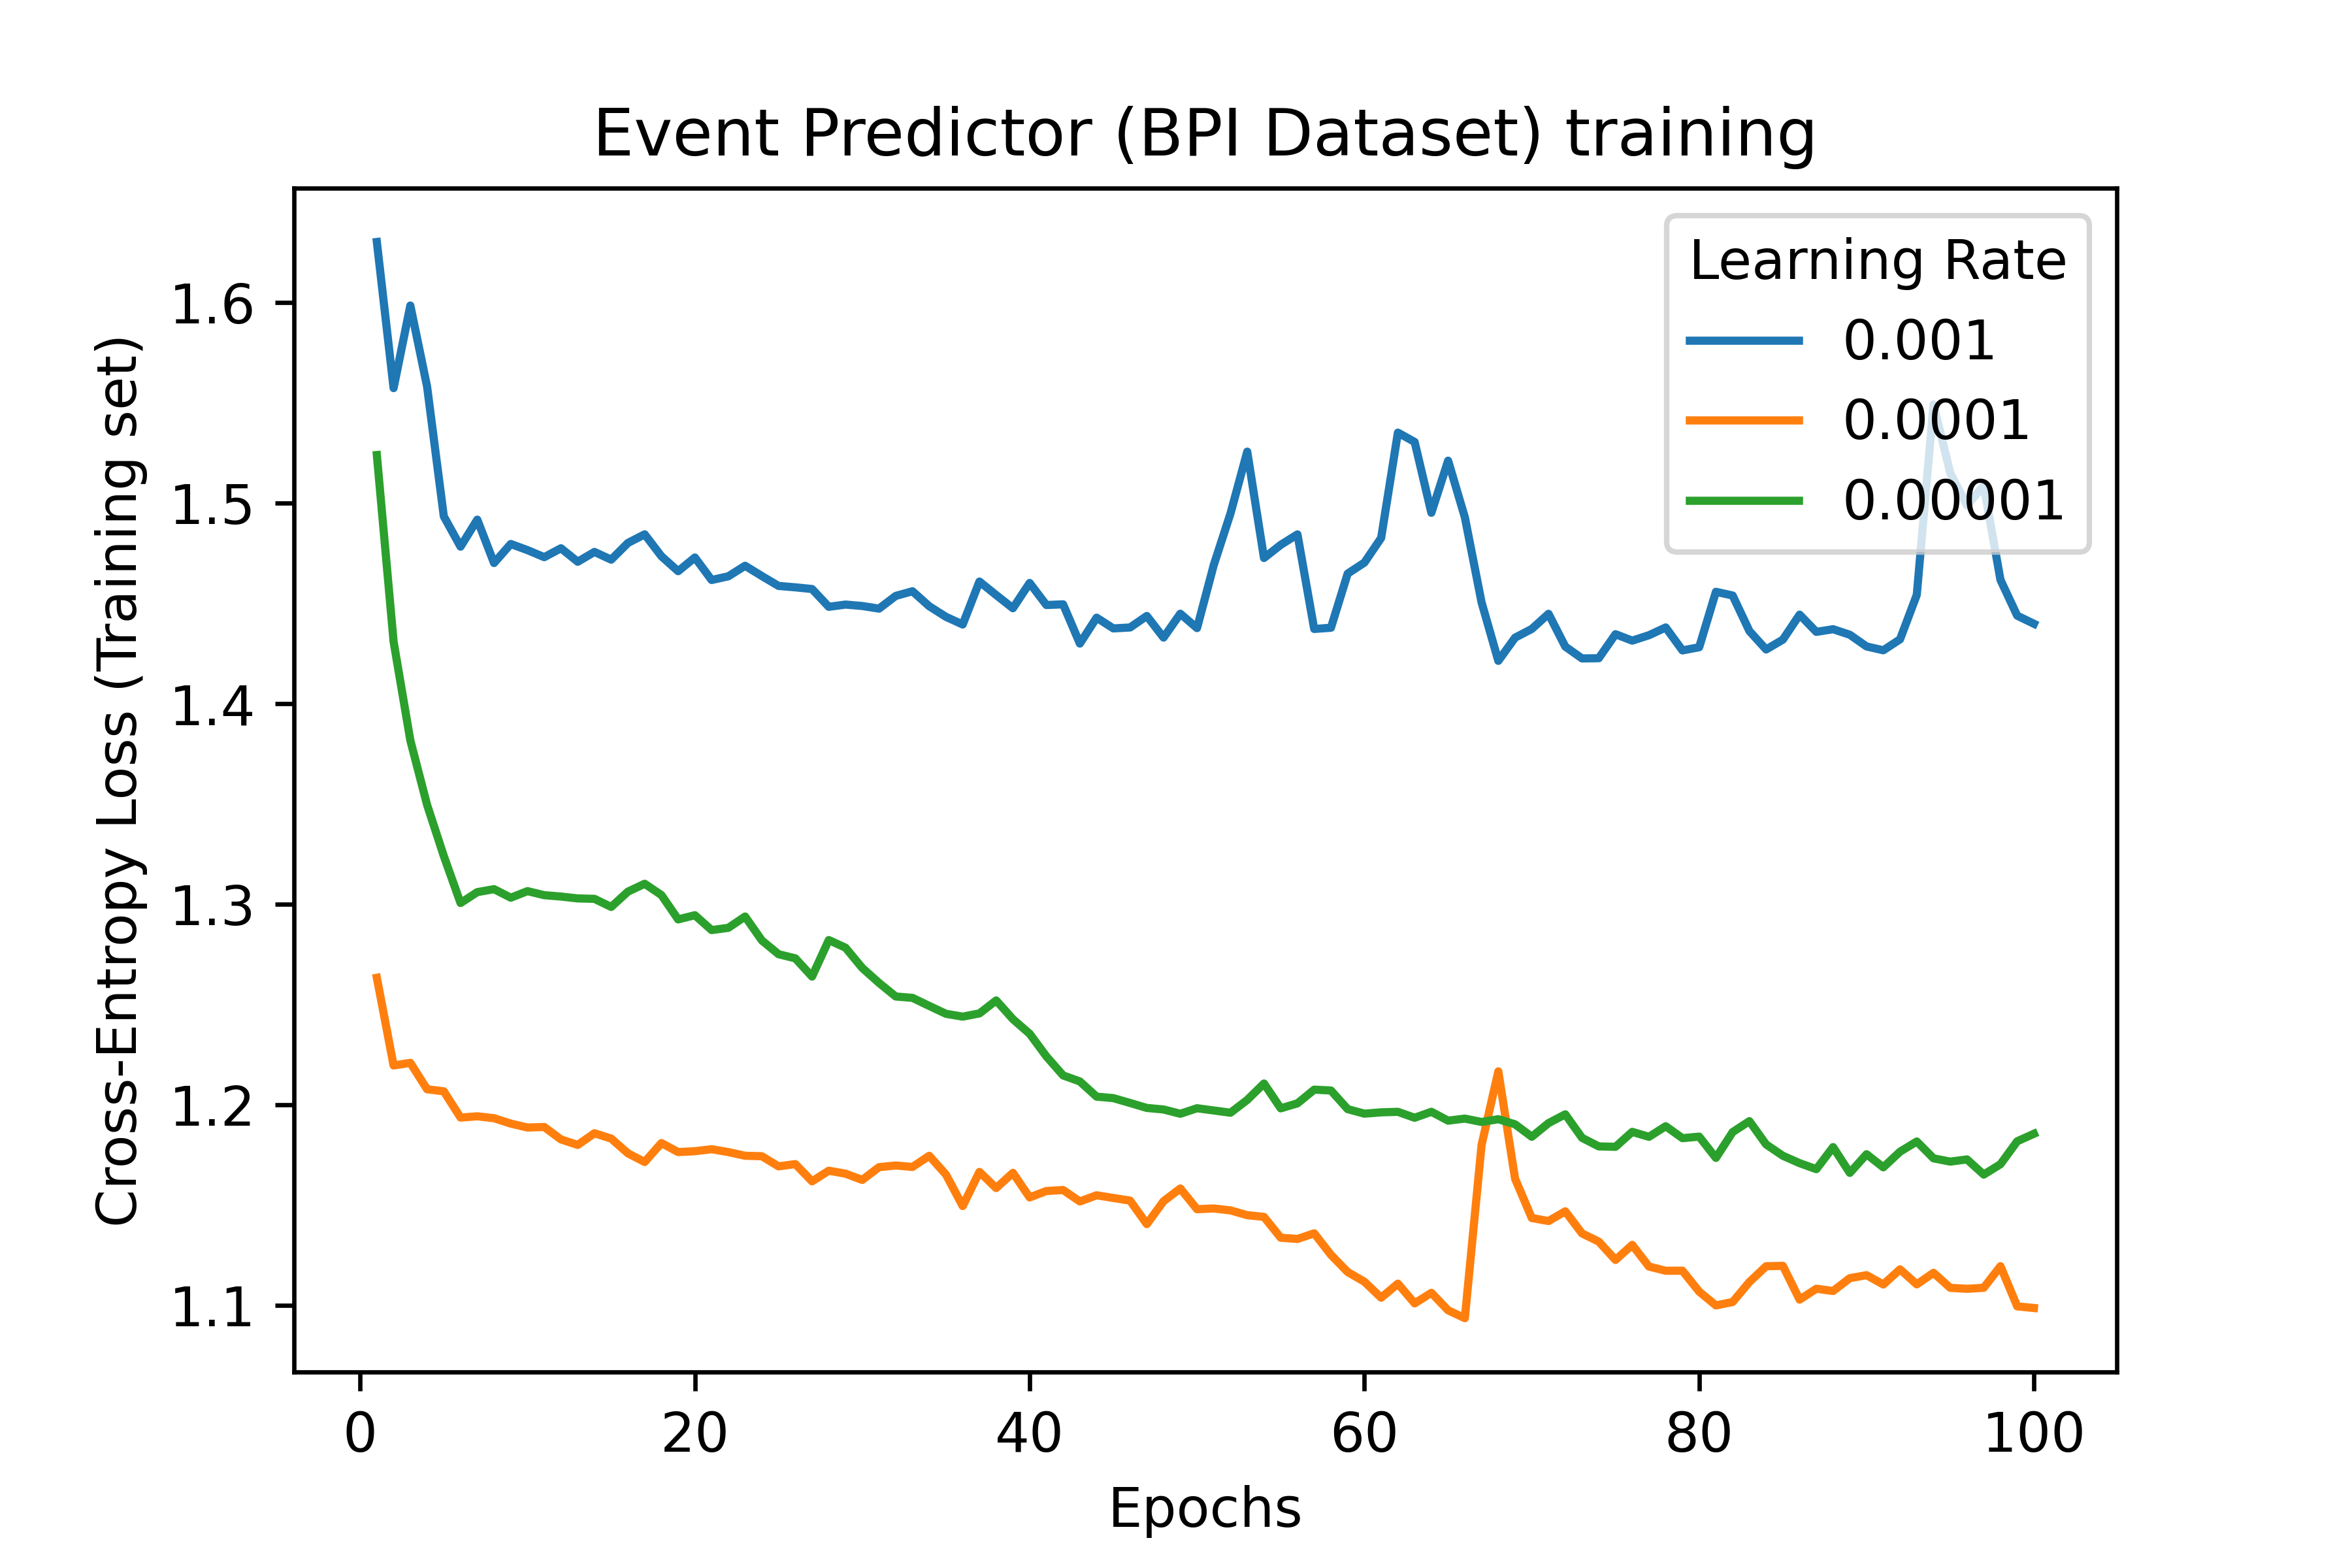 Event Predictor (BPI Dataset) training
Cross-Entropy Loss (Training set)
1.6
1.5
1.4
1.3
1.2
1.1
Learning Rate
0.001
0.0001
0.00001
0 20 40 60 80 100
Epochs